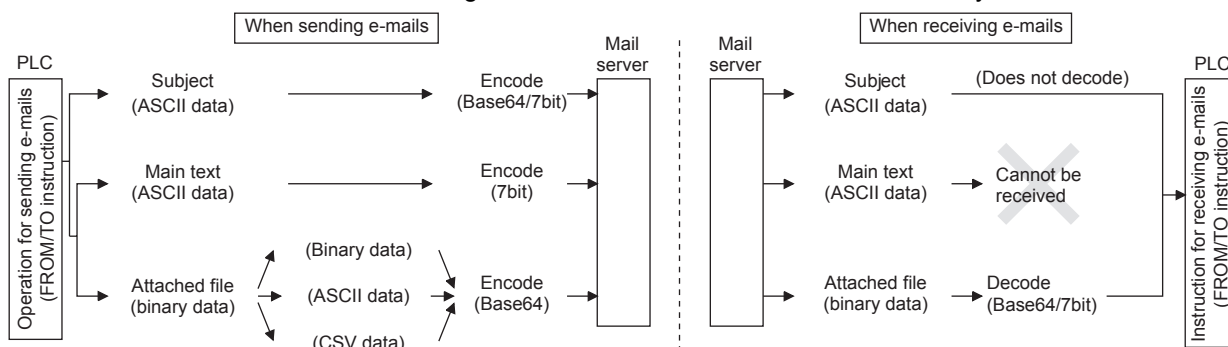 When sending e-mails
When receiving e-mails
PLC
Mail
server
Mail
server
PLC
Operation for sending e-mails
(FROM/TO instruction)
Subject
(ASCII data)
Encode
(Base64/7bit)
Main text
(ASCII data)
Encode
(7bit)
Attached file
(binary data)
(Binary data)
(ASCII data)
(CSV data)
Encode
(Base64)
Subject
(ASCII data)
(Does not decode)
Main text
(ASCII data)
Cannot be
received
Attached file
(binary data)
Decode
(Base64/7bit)
Instruction for receiving e-mails
(FROM/TO instruction)